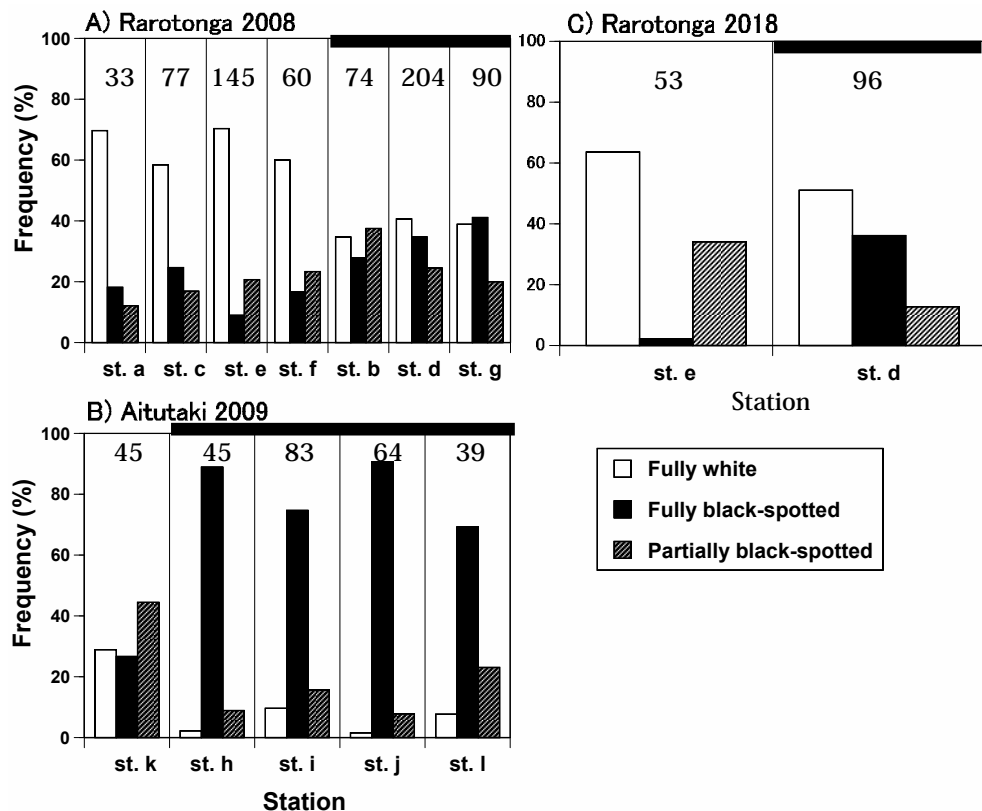 A) Rarotonga 2008
Frequency (%)
100
80
60
40
20
0
33 77 145 60 74 204 90
st. a st. c st. e st. f st. b st. d st. g
C) Rarotonga 2018
100
80
60
40
20
0
53 96
st. e st. d
Station
B) Aitutaki 2009
Frequency (%)
100
80
60
40
20
0
45 45 83 64 39
st. k st. h st. i st. j st. l
Station
Fully white
Fully black-spotted
Partially black-spotted